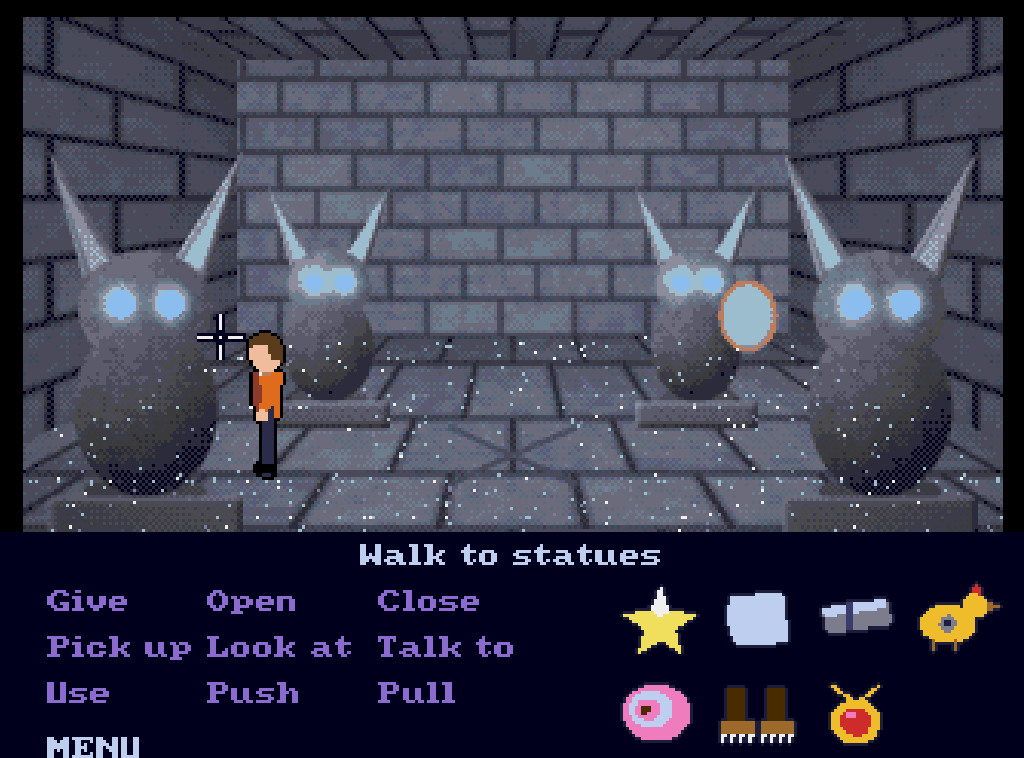 Walk to statues
Give Open Close
Pick up Look at Talk to
Use Push Pull
MENU